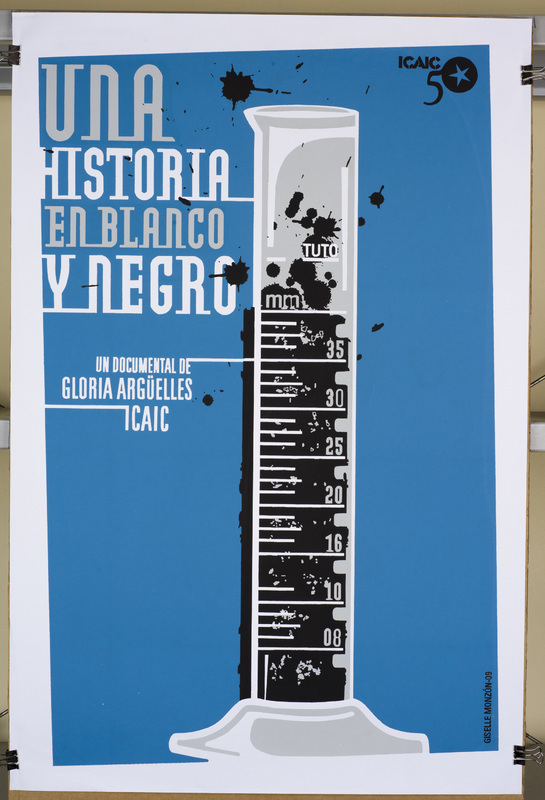 UNA
HISTORIA
EN BLANCO
Y NEGRO
UN DOCUMENTAL DE
GLORIA ARGÜELLES
ICAIC
ICAIC
50
TUTO
mm
35
30
25
20
16
10
08
GISELLE MONZÓN-09